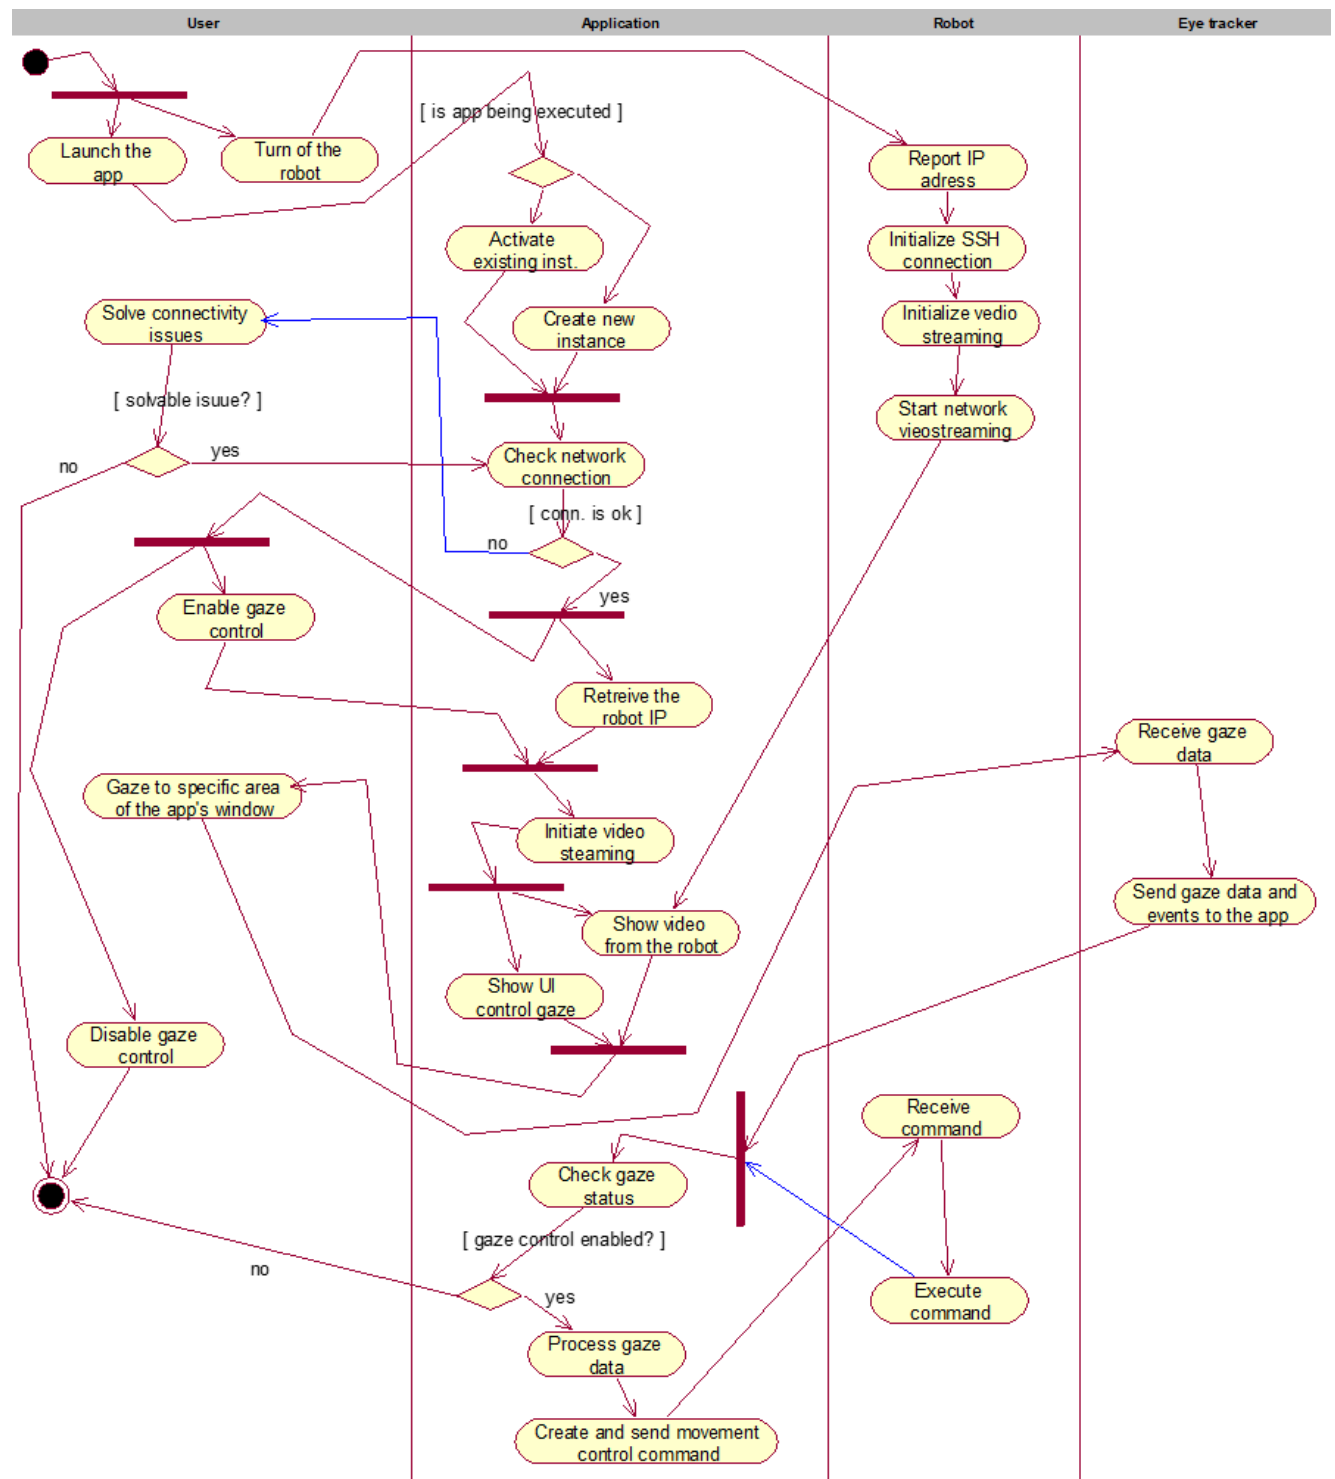 User
Application
Robot
Eye tracker
[ is app being executed ]
Launch the
app
Turn of the
robot
Report IP
adress
Activate
existing inst.
Initialize SSH
connection
Solve connectivity
issues
Create new
instance
Initialize vedio
streaming
[ solvable isuue? ]
Start network
vieostreaming
no
yes
Check network
connection
[ conn. is ok ]
no
yes
Enable gaze
control
Retreive the
robot IP
Receive gaze
data
Gaze to specific area
of the app's window
Initiate video
steaming
Send gaze data and
events to the app
Show video
from the robot
Show UI
control gaze
Disable gaze
control
Receive
command
Check gaze
status
[ gaze control enabled? ]
no
yes
Execute
command
Process gaze
data
Create and send movement
control command